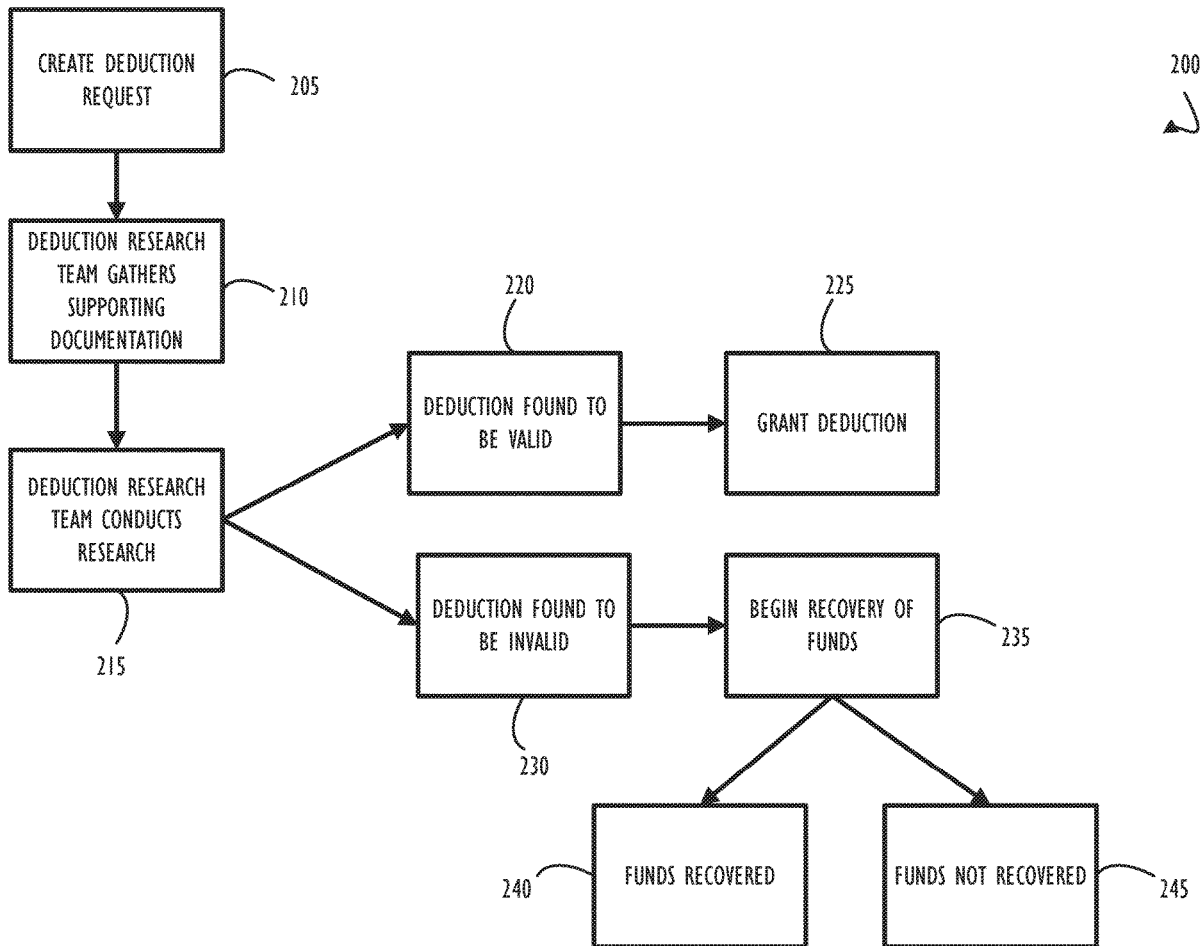 CREATE DEDUCTION
REQUEST
205
200
DEDUCTION RESEARCH
TEAM GATHERS
SUPPORTING
DOCUMENTATION
210
220
225
DEDUCTION FOUND TO
BE VALID
GRANT DEDUCTION
DEDUCTION RESEARCH
TEAM CONDUCTS
RESEARCH
215
DEDUCTION FOUND TO
BE INVALID
230
BEGIN RECOVERY OF
FUNDS
235
240
FUNDS RECOVERED
FUNDS NOT RECOVERED
245